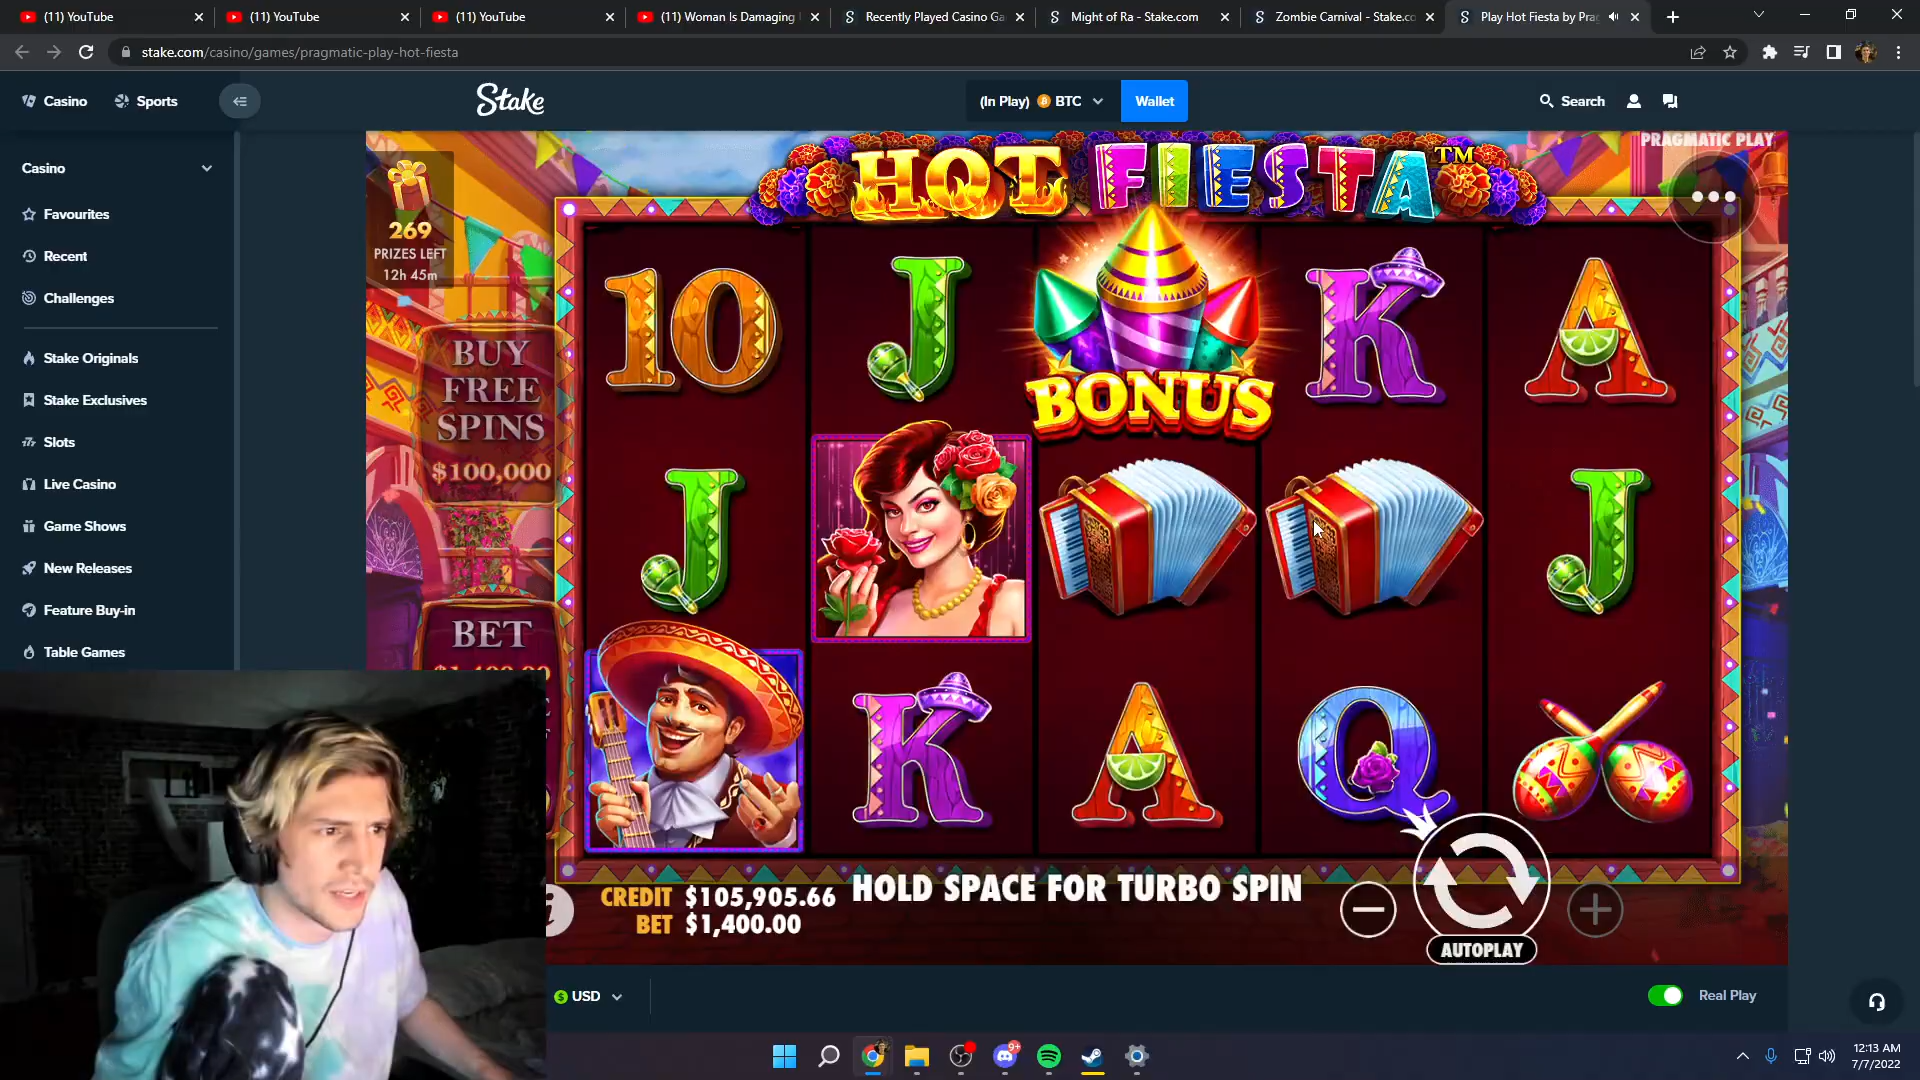 (11) YouTube
(11) YouTube
(11) YouTube
(11) Woman Is Damaging
Recently Played Casino Ga
Might of Ra - Stake.com
Zombie Carnival - Stake.co
Play Hot Fiesta by Prag
stake.com/casino/games/pragmatic-play-hot-fiesta
Casino
Sports
Stake
(In Play) BTC
Wallet
Search
Casino
Favourites
Recent
Challenges
Stake Originals
Stake Exclusives
Slots
Live Casino
Game Shows
New Releases
Feature Buy-in
Table Games
PRAGMATIC PLAY
HOT FIESTA™
269
PRIZES LEFT
12h 45m
BUY
FREE
SPINS
$100,000
BET
10 J BONUS K A
J J
K A Q
CREDIT $105,905.66
BET $1,400.00
HOLD SPACE FOR TURBO SPIN
AUTOPLAY
USD
Real Play
9+
12:13 AM
7/7/2022